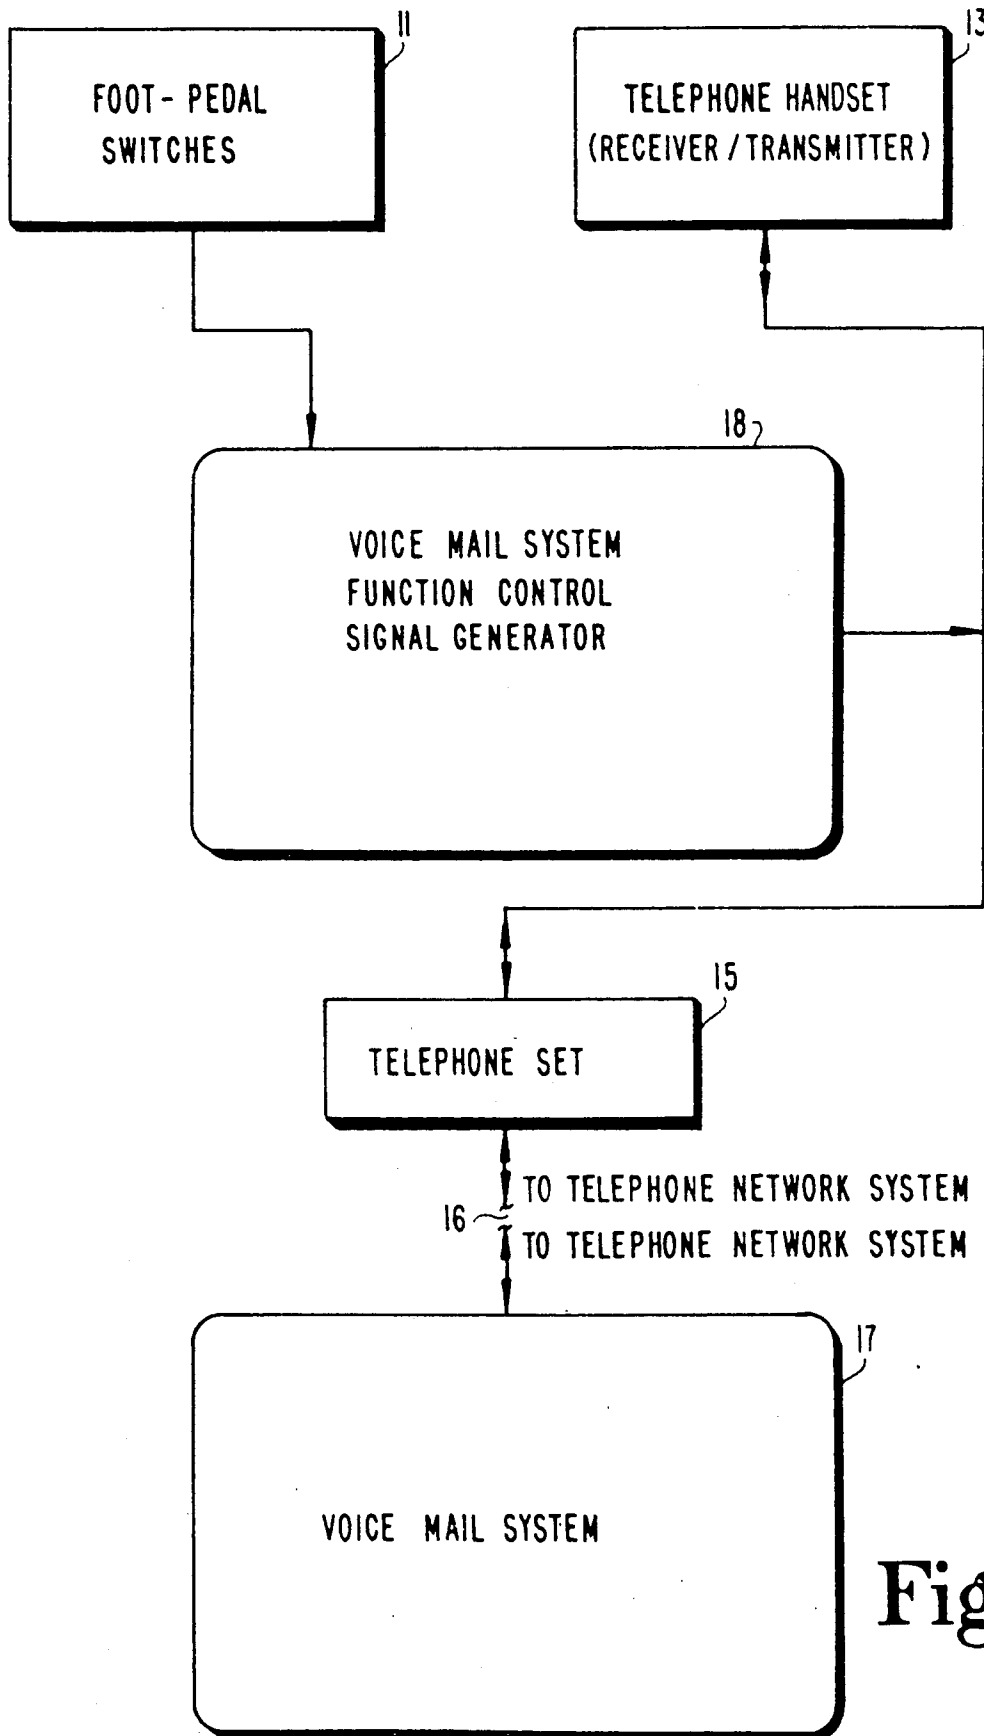 11
FOOT-PEDAL
SWITCHES
13
TELEPHONE HANDSET
(RECEIVER/TRANSMITTER)
18
VOICE MAIL SYSTEM
FUNCTION CONTROL
SIGNAL GENERATOR
15
TELEPHONE SET
TO TELEPHONE NETWORK SYSTEM
16
TO TELEPHONE NETWORK SYSTEM
17
VOICE MAIL SYSTEM
Fig